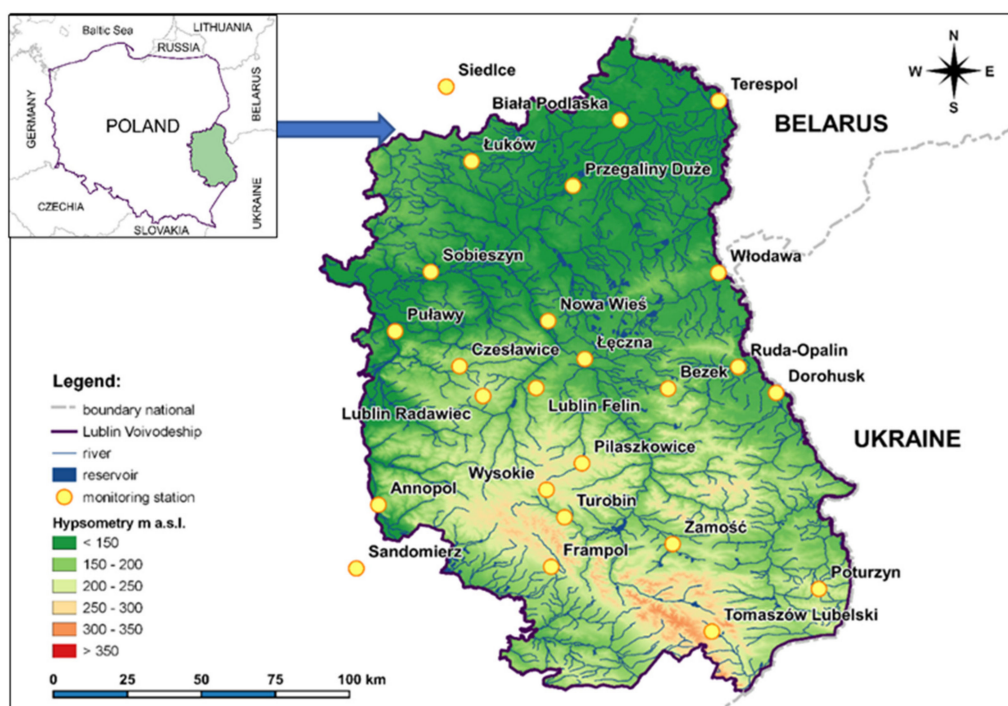 Baltic Sea
LITHUANIA
RUSSIA
BELARUS
GERMANY
POLAND
CZECHIA
SLOVAKIA
UKRAINE
N
W E
S
Siedlce
Terespol
Biała Podlaska
BELARUS
Łuków
Przegaliny Duże
Sobieszyn
Włodawa
Nowa Wieś
Puławy
Łęczna
Czesławice
Ruda-Opalin
Bezek
Dorohusk
Lublin Radawiec
Lublin Felin
UKRAINE
Pilaszkowice
Wysokie
Annopol
Turobin
Zamość
Sandomierz
Frampol
Poturzyn
Tomaszów Lubelski
Legend:
boundary national
Lublin Voivodeship
river
reservoir
monitoring station
Hypsometry m a.s.l.
< 150
150 - 200
200 - 250
250 - 300
300 - 350
> 350
0 25 50 75 100 km